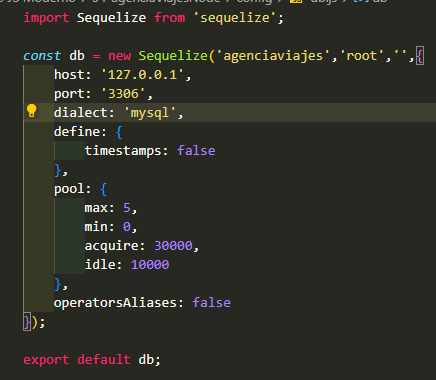 import Sequelize from 'sequelize';
const db = new Sequelize('agenciaviajes','root','',{
host: '127.0.0.1',
port: '3306',
dialect: 'mysql',
define: {
timestamps: false
},
pool: {
max: 5,
min: 0,
acquire: 30000,
idle: 10000
},
operatorsAliases: false
});
export default db;